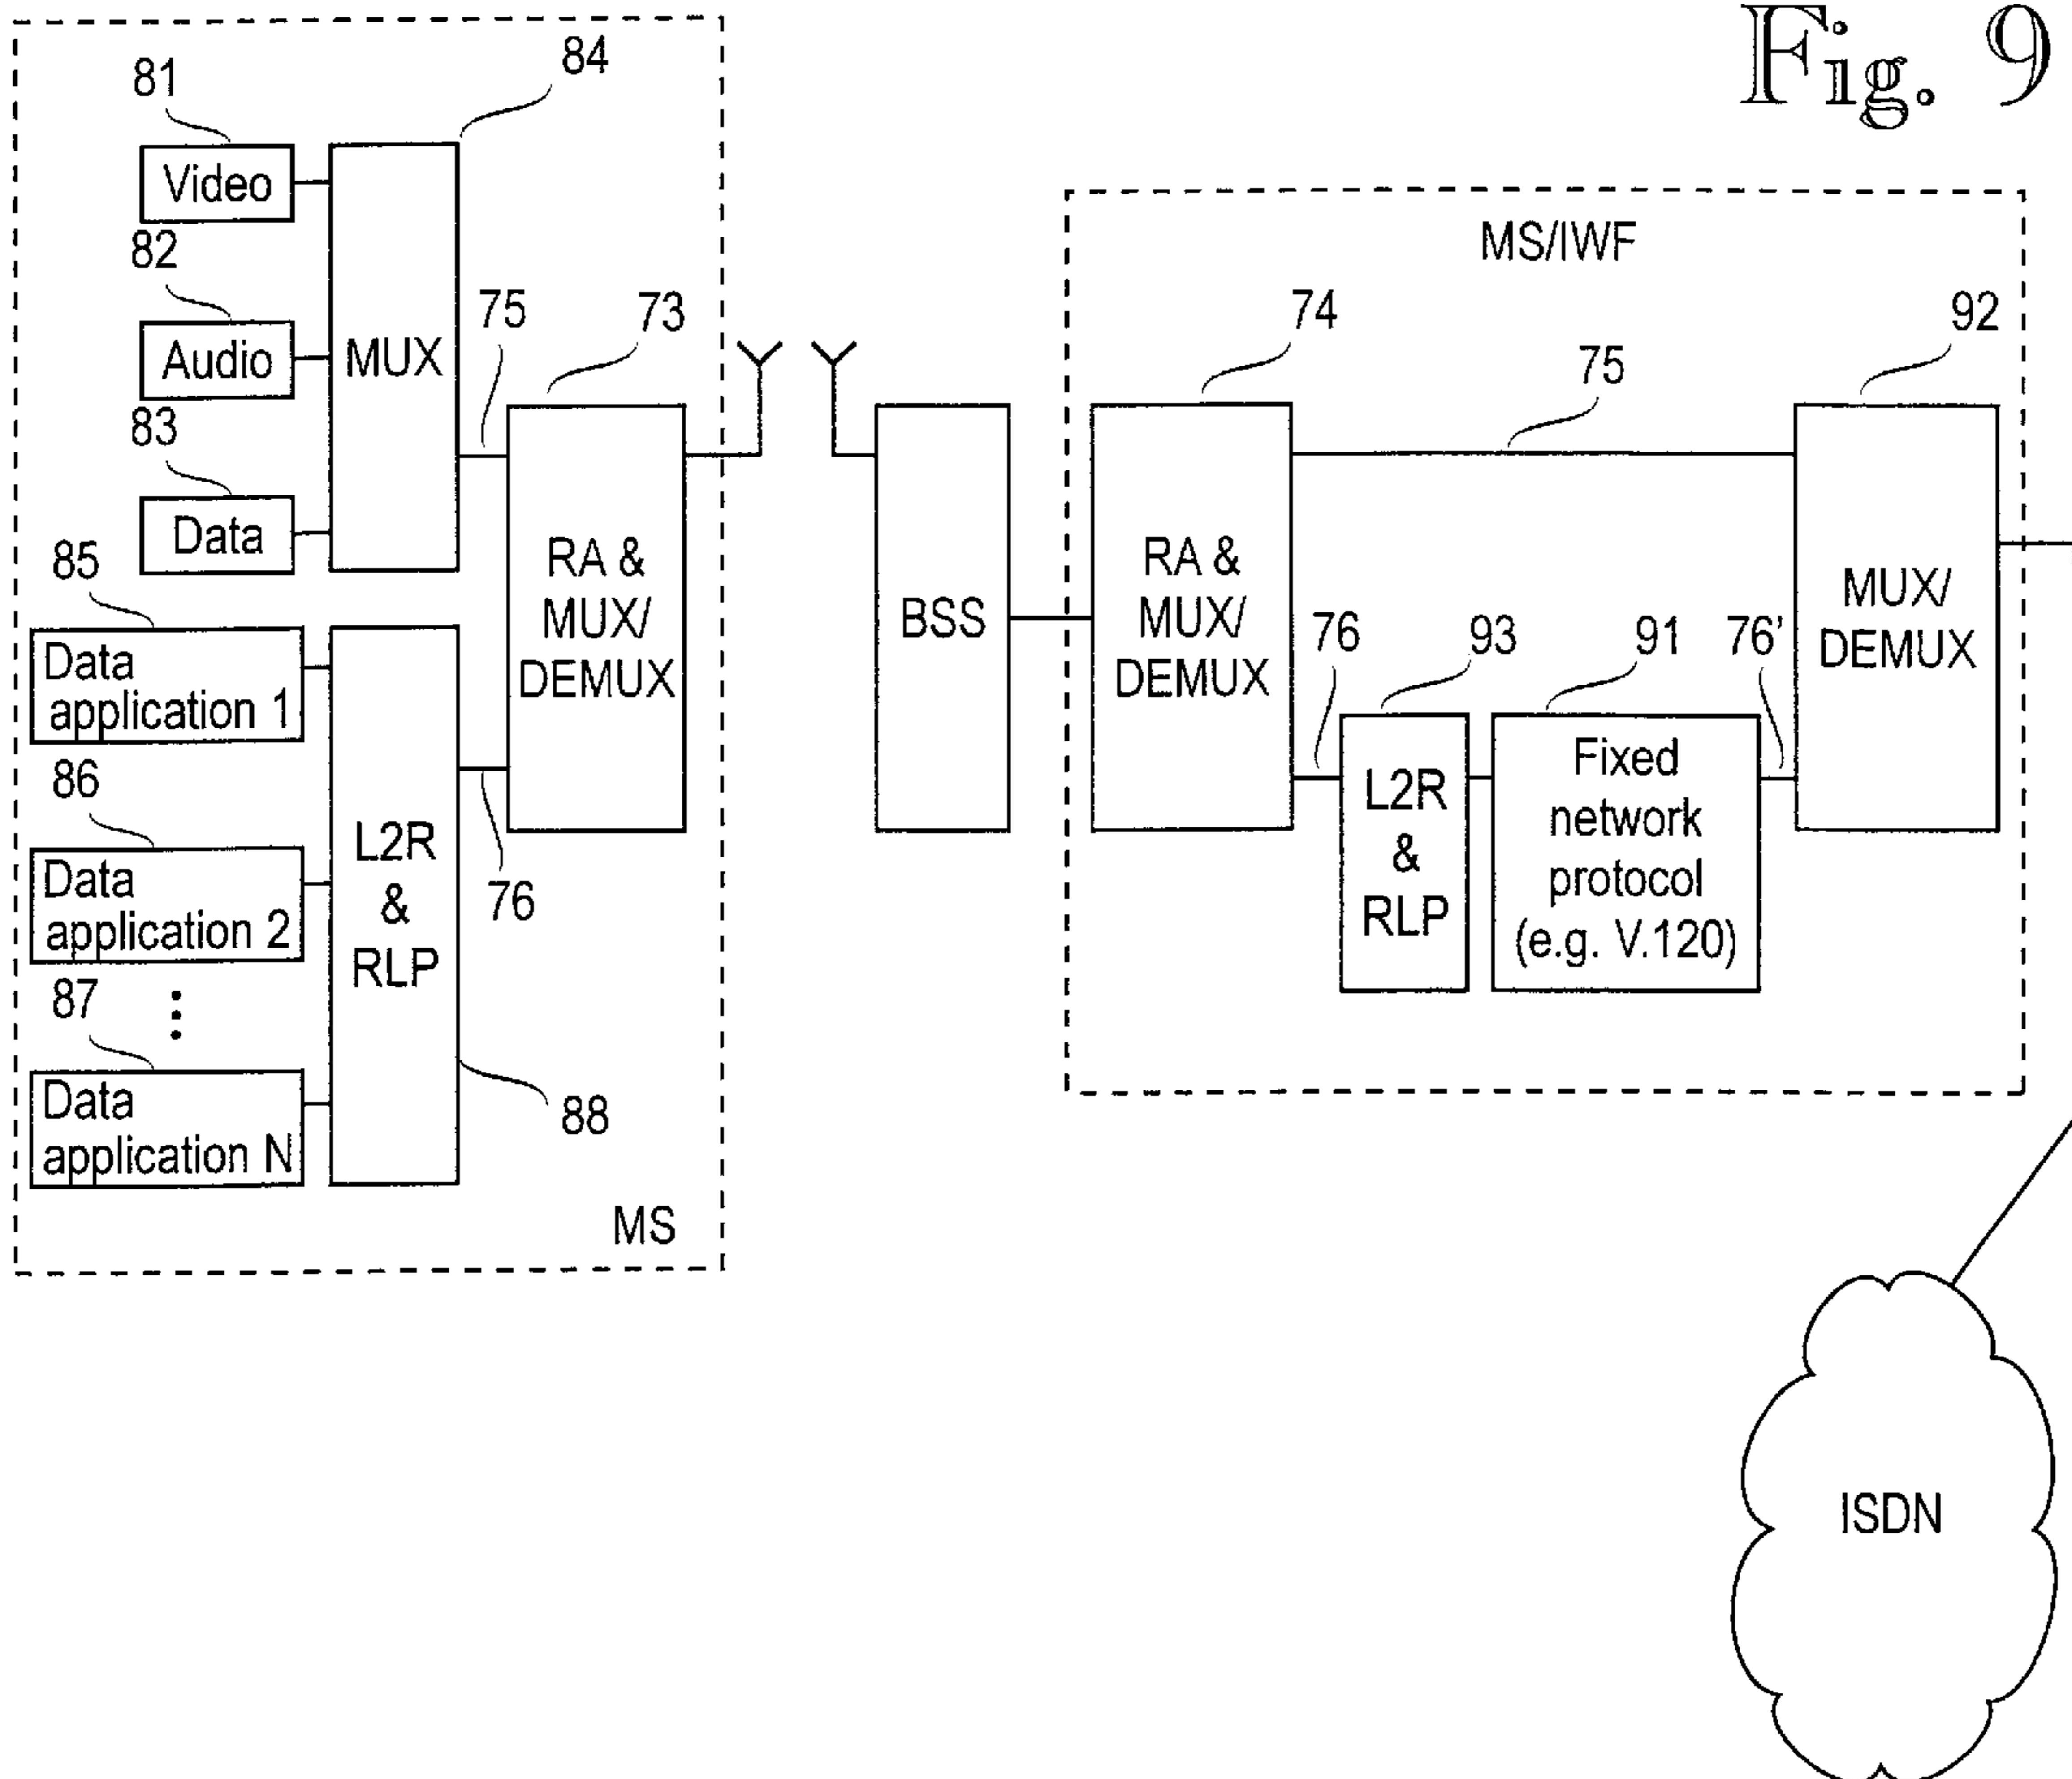 Fig. 9
84
81
Video
82
Audio
MUX
83
Data
75
73
RA &
MUX/
DEMUX
85
Data
application 1
86
Data
application 2
87
Data
application N
L2R
&
RLP
76
88
MS
BSS
MS/IWF
74
75
92
RA &
MUX/
DEMUX
76
93
91
76'
L2R
&
RLP
Fixed
network
protocol
(e.g. V.120)
MUX/
DEMUX
ISDN